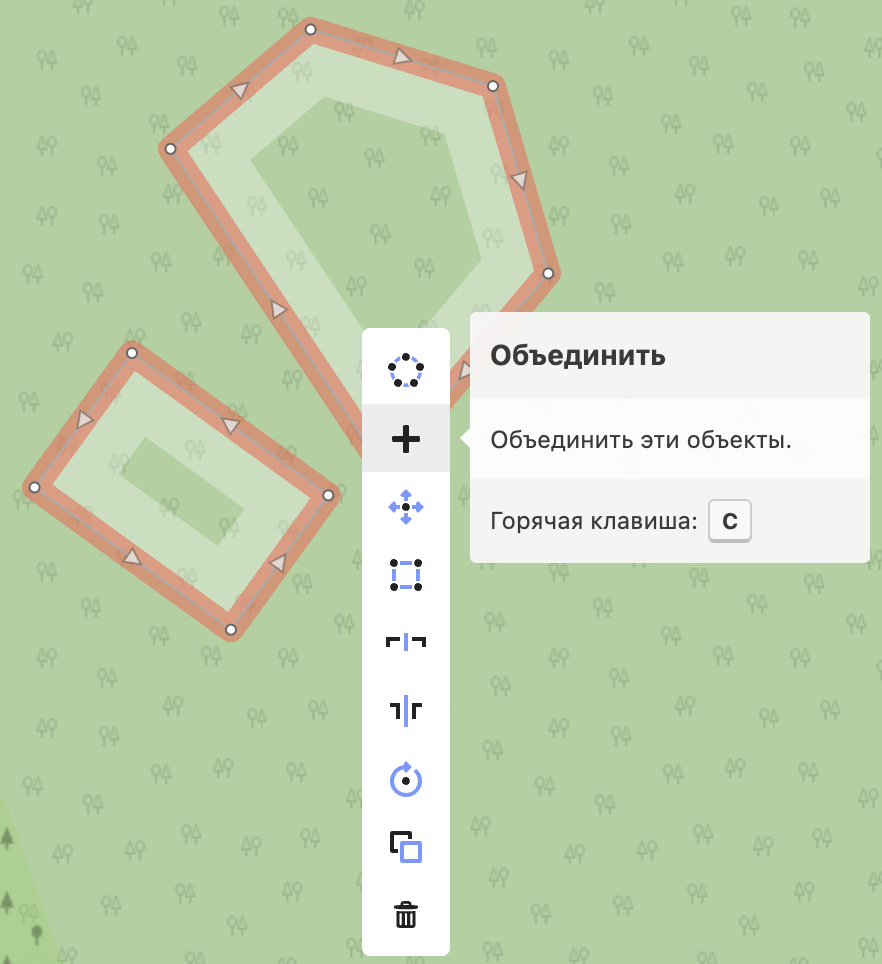 Объединить
Объединить эти объекты.
Горячая клавиша: C